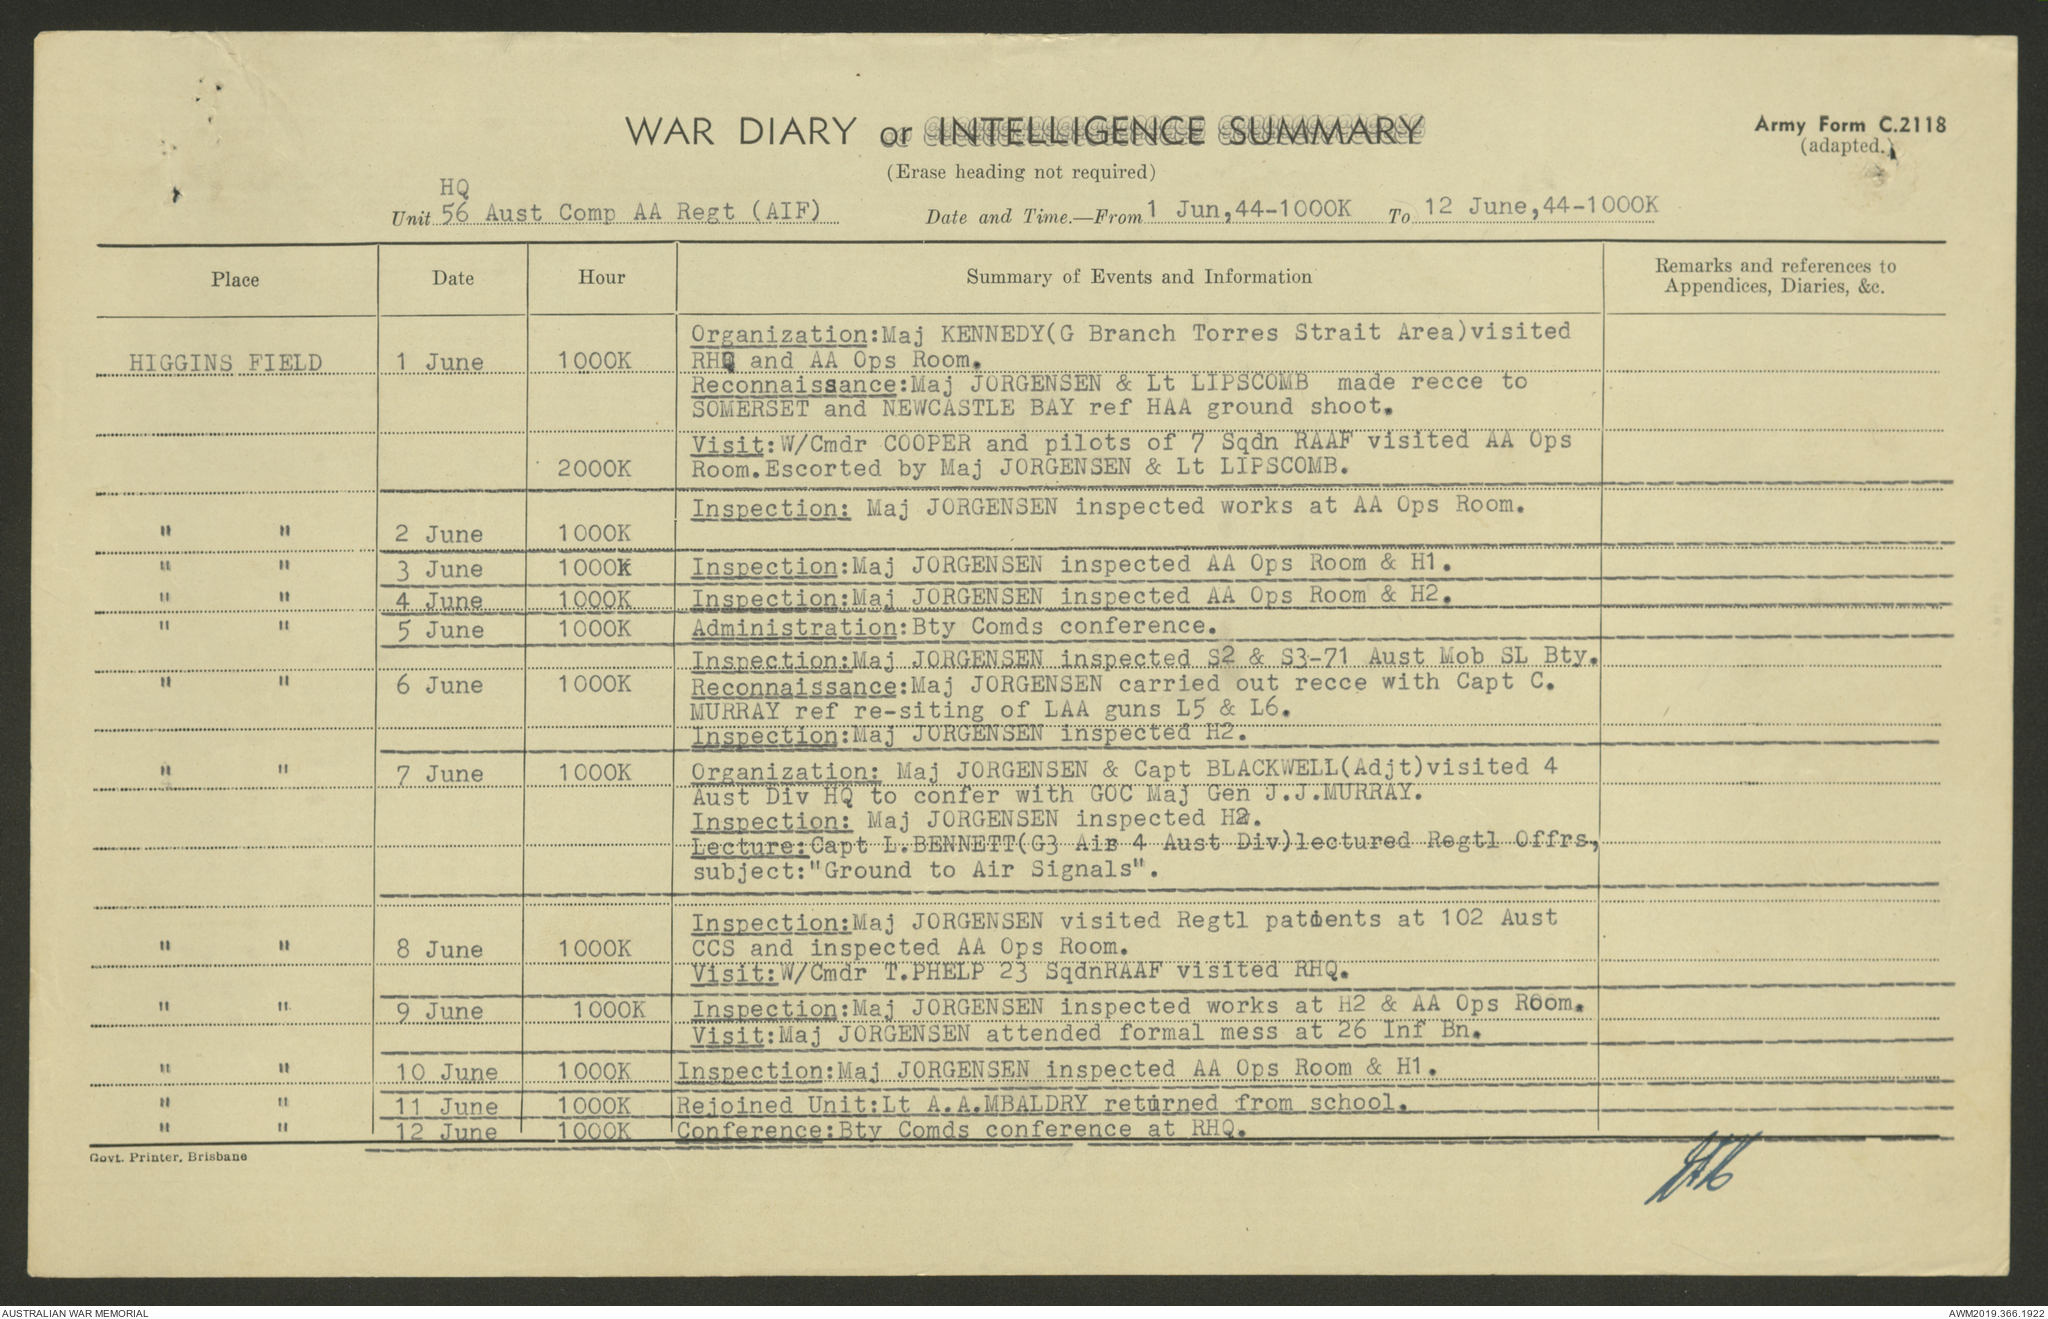 WAR DIARY or INTELLIGENCE SUMMARY
Army Form C.2118
(adapted.)
(Erase heading not required)
HQ
Unit 56 Aust Comp AA Regt (AIF) Date and Time.—From 1 Jun,44-1000K To 12 June,44-1000K
Place Date Hour Summary of Events and Information Remarks and references to
Appendices, Diaries, &c.
Organization:Maj KENNEDY(G Branch Torres Strait Area)visited
HIGGINS FIELD 1 June 1000K RHQ and AA Ops Room.
Reconnaissance:Maj JORGENSEN & Lt LIPSCOMB made recce to
SOMERSET and NEWCASTLE BAY ref HAA ground shoot.
Visit:W/Cmdr COOPER and pilots of 7 Sqdn RAAF visited AA Ops
2000K Room.Escorted by Maj JORGENSEN & Lt LIPSCOMB.
Inspection: Maj JORGENSEN inspected works at AA Ops Room.
" " 2 June 1000K
" " 3 June 1000K Inspection:Maj JORGENSEN inspected AA Ops Room & H1.
" " 4 June 1000K Inspection:Maj JORGENSEN inspected AA Ops Room & H2.
" " 5 June 1000K Administration:Bty Comds conference.
Inspection:Maj JORGENSEN inspected S2 & S3-71 Aust Mob SL Bty.
" " 6 June 1000K Reconnaissance:Maj JORGENSEN carried out recce with Capt C.
MURRAY ref re-siting of LAA guns L5 & L6.
Inspection:Maj JORGENSEN inspected H2.
" " 7 June 1000K Organization: Maj JORGENSEN & Capt BLACKWELL(Adjt)visited 4
Aust Div HQ to confer with GOC Maj Gen J.J.MURRAY.
Inspection: Maj JORGENSEN inspected H2.
Lecture:Capt L.BENNETT(G3 Air 4 Aust Div)lectured Regtl Offrs,
subject:"Ground to Air Signals".
Inspection:Maj JORGENSEN visited Regtl patients at 102 Aust
" " 8 June 1000K CCS and inspected AA Ops Room.
Visit:W/Cmdr T.PHELP 23 SqdnRAAF visited RHQ.
" " 9 June 1000K Inspection:Maj JORGENSEN inspected works at H2 & AA Ops Room.
Visit:Maj JORGENSEN attended formal mess at 26 Inf Bn.
" " 10 June 1000K Inspection:Maj JORGENSEN inspected AA Ops Room & H1.
" " 11 June 1000K Rejoined Unit:Lt A.A.MBALDRY returned from school.
" " 12 June 1000K Conference:Bty Comds conference at RHQ.
Govt. Printer, Brisbane
AUSTRALIAN WAR MEMORIAL
AWM2019.366.1922